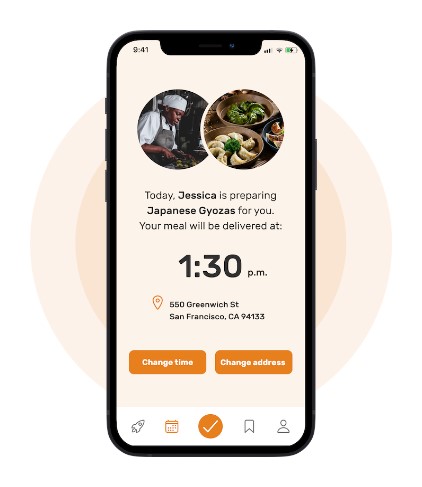 9:41
Today, Jessica is preparing
Japanese Gyozas for you.
Your meal will be delivered at:
1:30 p.m.
550 Greenwich St
San Francisco, CA 94133
Change time
Change address